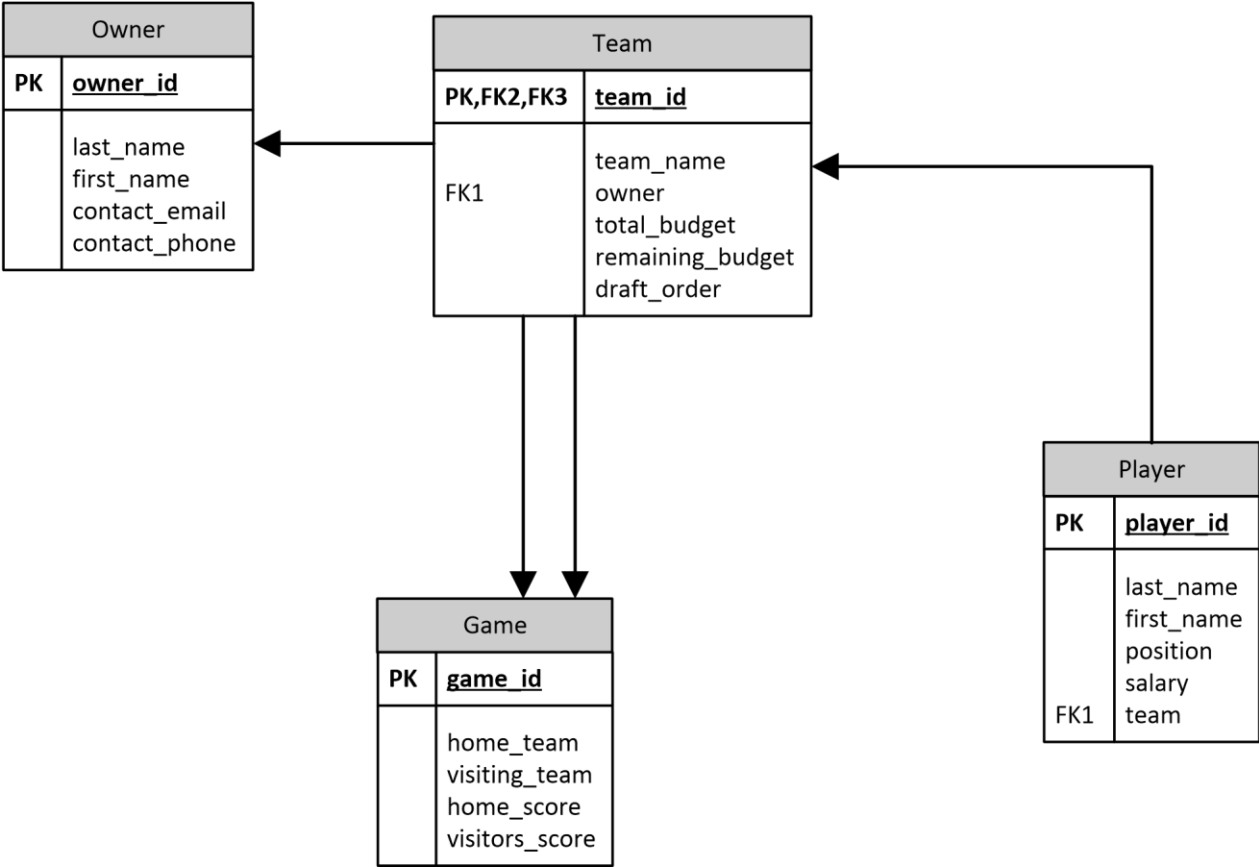 Owner
PK owner_id
last_name
first_name
contact_email
contact_phone
Team
PK,FK2,FK3 team_id
team_name
FK1 owner
total_budget
remaining_budget
draft_order
Player
PK player_id
last_name
first_name
position
salary
FK1 team
Game
PK game_id
home_team
visiting_team
home_score
visitors_score